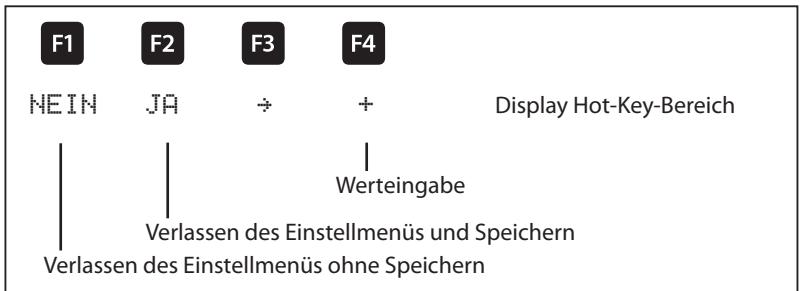 F1 F2 F3 F4
NEIN JA → + Display Hot-Key-Bereich
Werteingabe
Verlassen des Einstellmenüs und Speichern
Verlassen des Einstellmenüs ohne Speichern